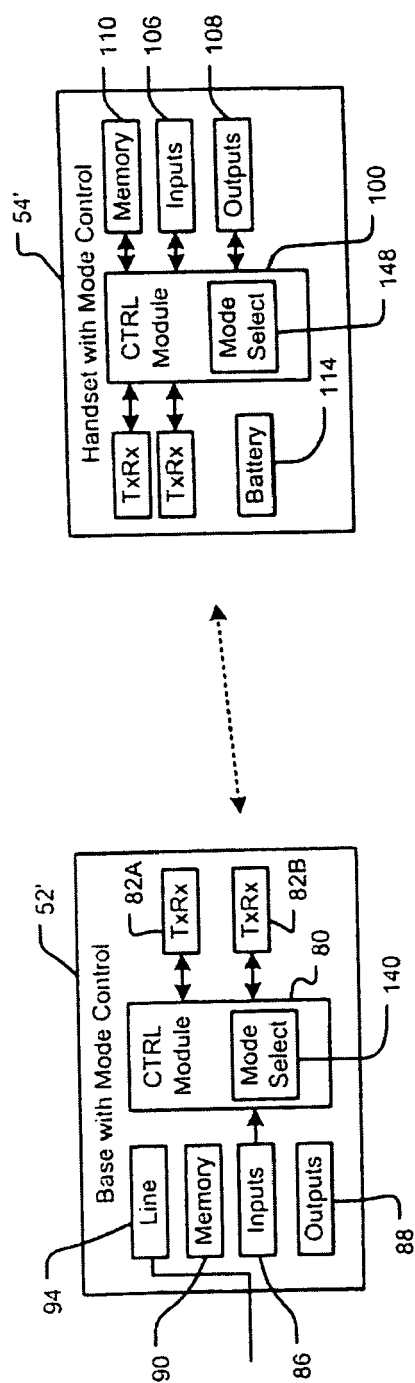 52'
Base with Mode Control
94
Line
90
Memory
86
Inputs
88
Outputs
CTRL
Module
Mode
Select
82A
TxRx
TxRx
82B
80
140
54'
Handset with Mode Control
TxRx
TxRx
Battery
114
CTRL
Module
Mode
Select
Memory
110
Inputs
106
Outputs
108
100
148